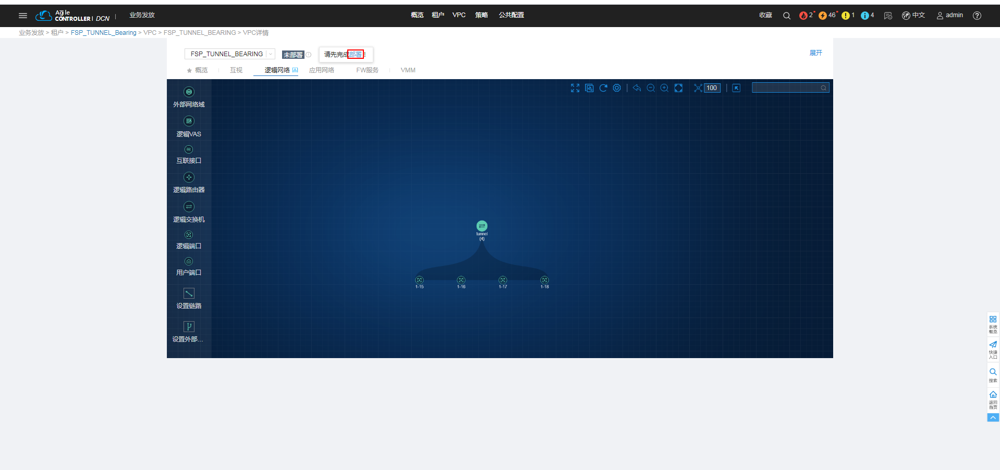 Agile
CONTROLLER | DCN | 业务发放 概览 租户 VPC 策略 公共配置 收藏 2 46 1 4 中文 admin
业务发放 > 租户 > FSP_TUNNEL_Bearing > VPC > FSP_TUNNEL_BEARING > VPC详情
FSP_TUNNEL_BEARING 未部署 请先完成部署! 展开
概览 互视 逻辑网络 应用网络 FW服务 VMM
100
外部网络域
逻辑VAS
互联接口
逻辑路由器
逻辑交换机
逻辑端口
用户端口
设置链路
设置外部...
tunnel
(4)
1-15 1-16 1-17 1-18
系统
概览
快捷
入口
搜索
返回
首页